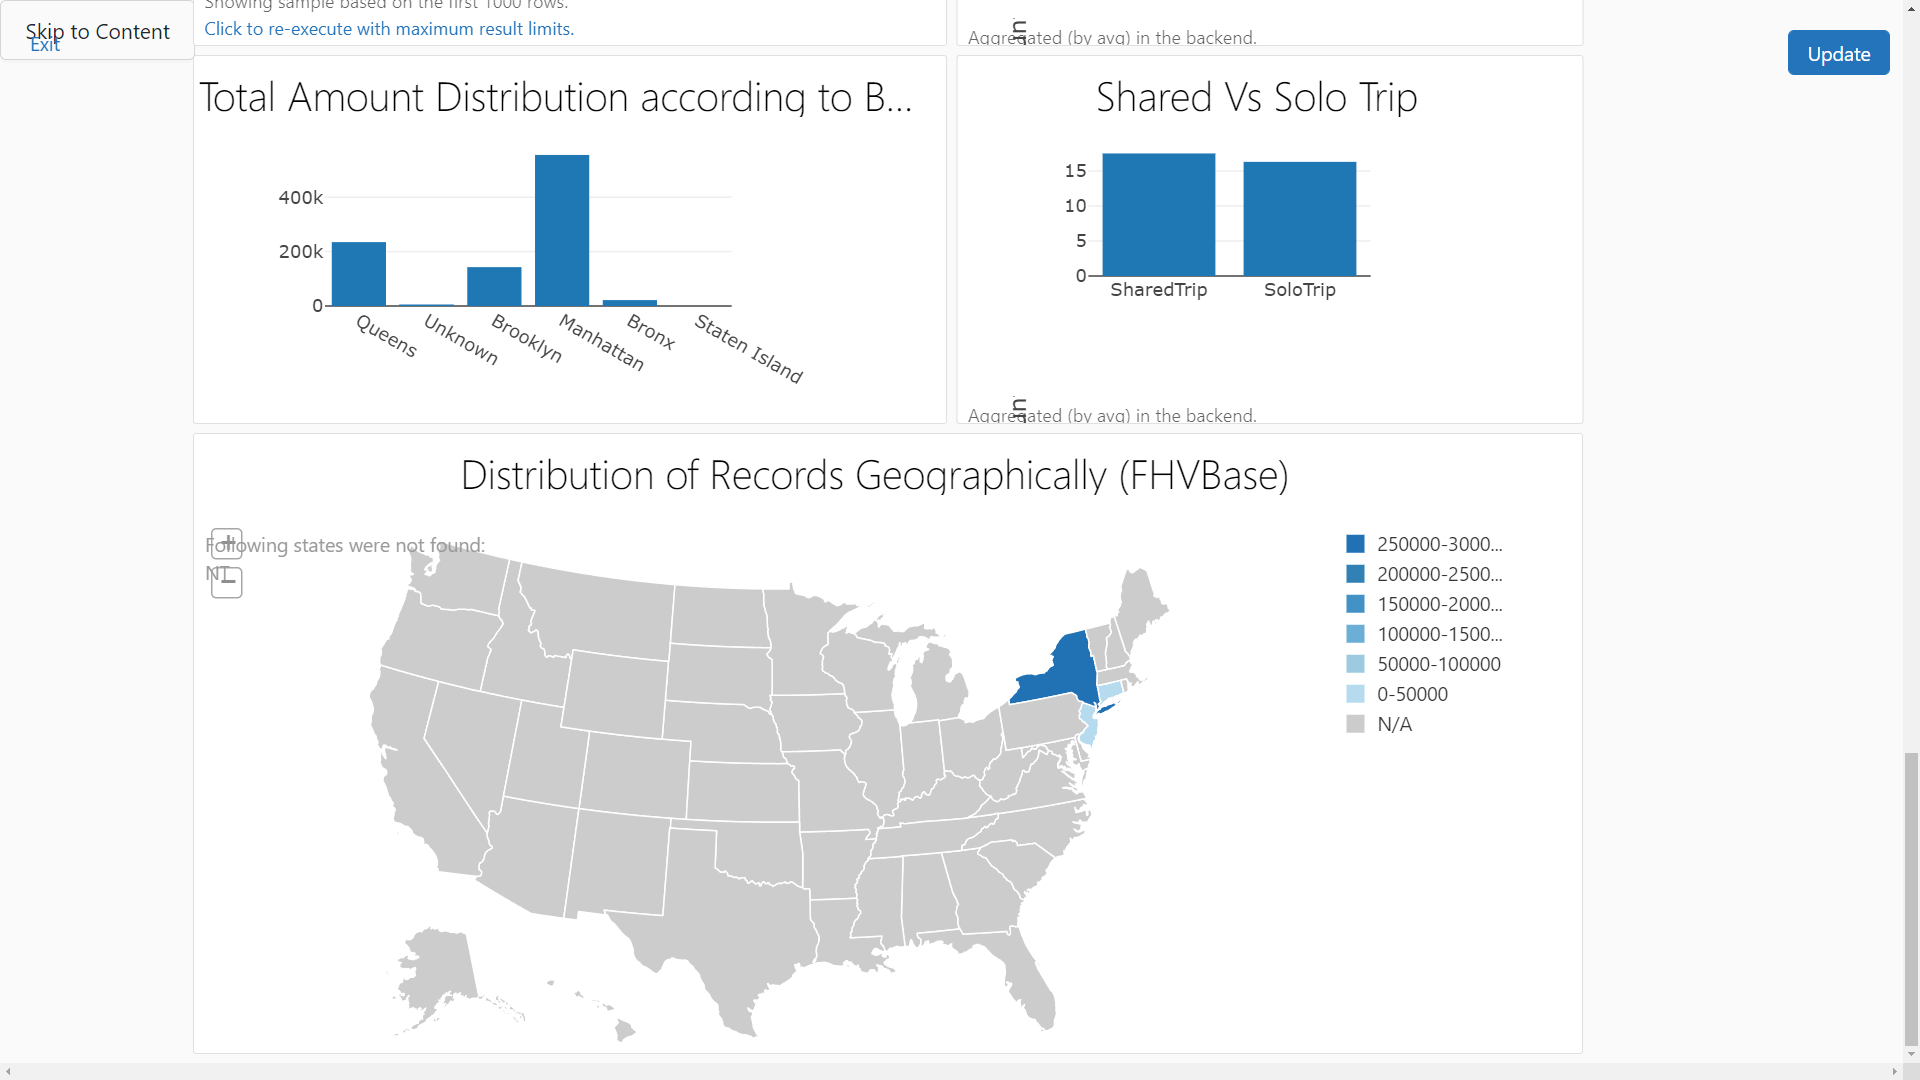 Showing sample based on the first 1000 rows.
Skip to Content
Click to re-execute with maximum result limits.
Exit
Aggregated (by avg) in the backend.
Update
Total Amount Distribution according to B...
400k
200k
0
Queens
Unknown
Brooklyn
Manhattan
Bronx
Staten Island
Shared Vs Solo Trip
15
10
5
0
SharedTrip
SoloTrip
Aggregated (by avg) in the backend.
Distribution of Records Geographically (FHVBase)
+
Following states were not found:
NT
−
250000-3000...
200000-2500...
150000-2000...
100000-1500...
50000-100000
0-50000
N/A